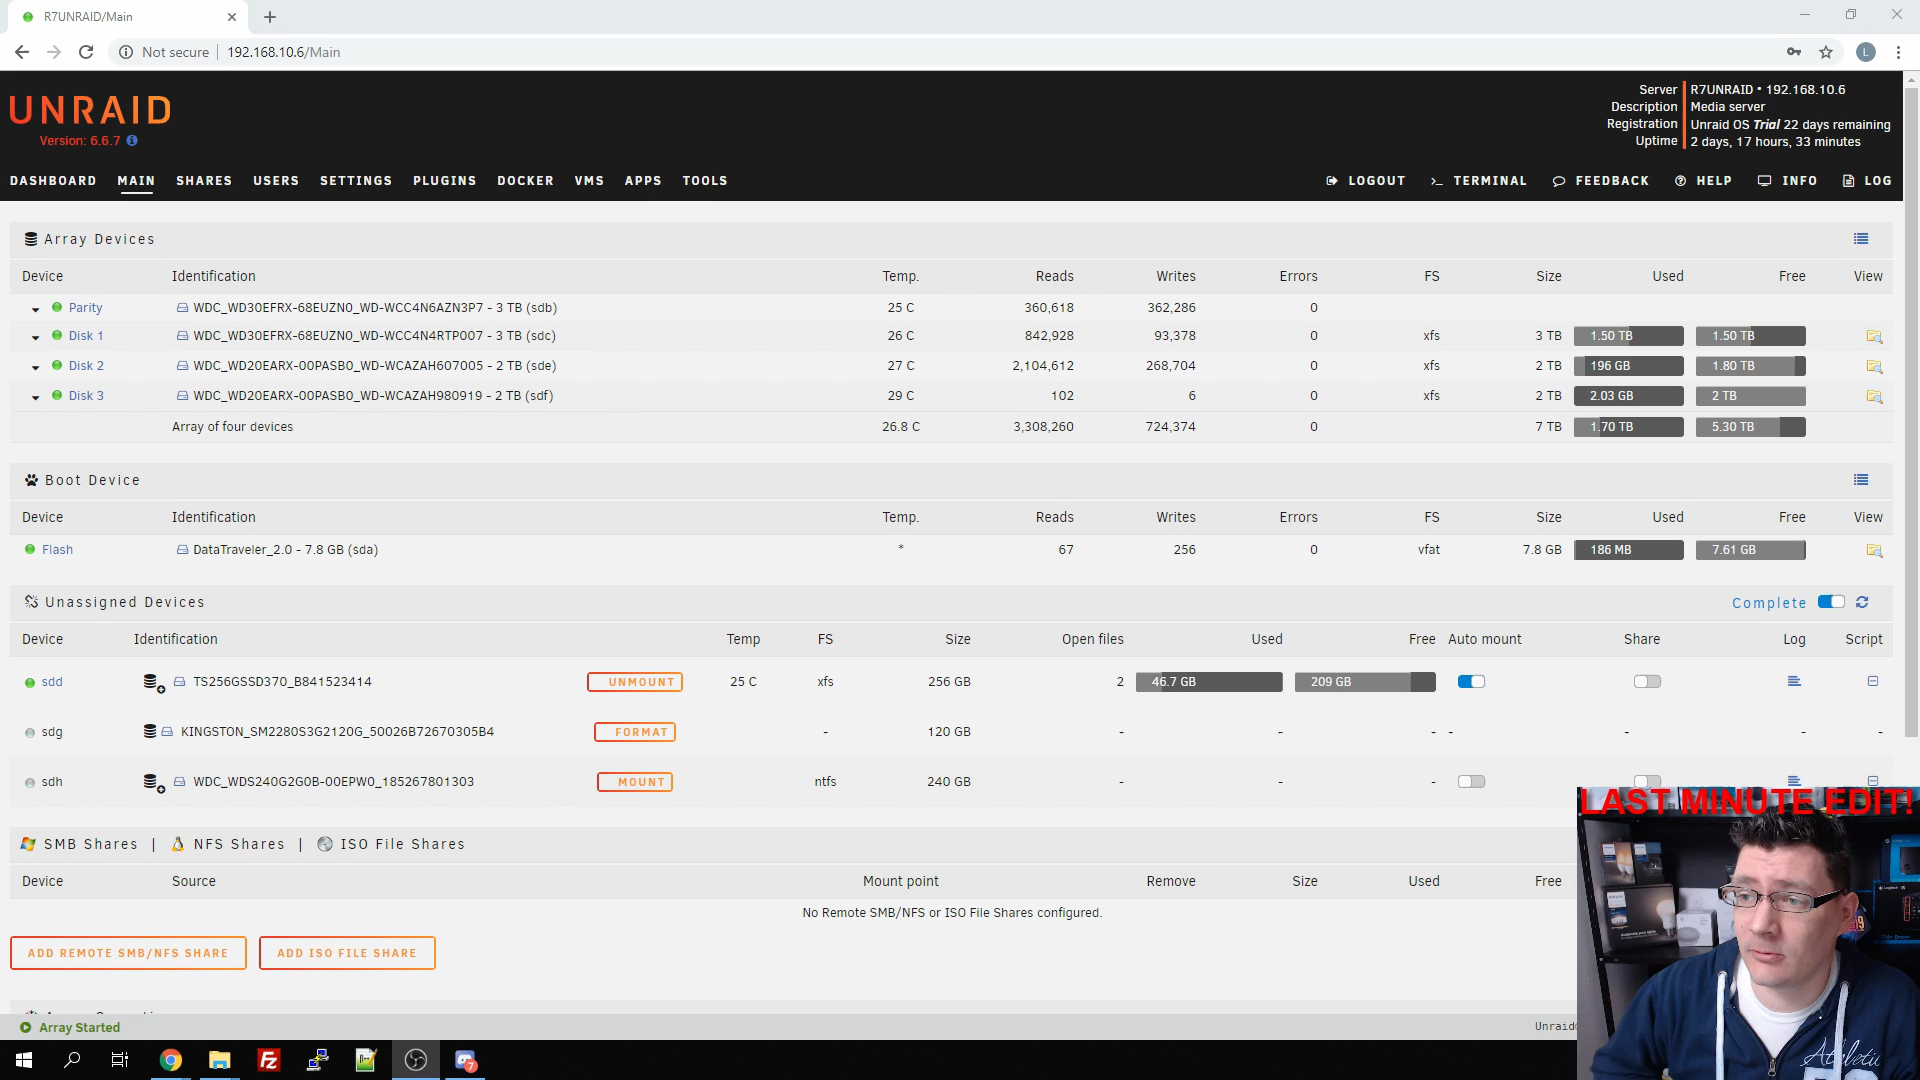 R7UNRAID/Main
Not secure 192.168.10.6/Main
L
UNRAID
Version: 6.6.7
Server R7UNRAID • 192.168.10.6
Description Media server
Registration Unraid OS Trial 22 days remaining
Uptime 2 days, 17 hours, 33 minutes
DASHBOARD MAIN SHARES USERS SETTINGS PLUGINS DOCKER VMS APPS TOOLS LOGOUT TERMINAL FEEDBACK HELP INFO LOG
Array Devices
Device Identification Temp. Reads Writes Errors FS Size Used Free View
Parity WDC_WD30EFRX-68EUZN0_WD-WCC4N6AZN3P7 - 3 TB (sdb) 25 C 360,618 362,286 0
Disk 1 WDC_WD30EFRX-68EUZN0_WD-WCC4N4RTP007 - 3 TB (sdc) 26 C 842,928 93,378 0 xfs 3 TB 1.50 TB 1.50 TB
Disk 2 WDC_WD20EARX-00PASB0_WD-WCAZAH607005 - 2 TB (sde) 27 C 2,104,612 268,704 0 xfs 2 TB 196 GB 1.80 TB
Disk 3 WDC_WD20EARX-00PASB0_WD-WCAZAH980919 - 2 TB (sdf) 29 C 102 6 0 xfs 2 TB 2.03 GB 2 TB
Array of four devices 26.8 C 3,308,260 724,374 0 7 TB 1.70 TB 5.30 TB
Boot Device
Device Identification Temp. Reads Writes Errors FS Size Used Free View
Flash DataTraveler_2.0 - 7.8 GB (sda) * 67 256 0 vfat 7.8 GB 186 MB 7.61 GB
Unassigned Devices Complete
Device Identification Temp FS Size Open files Used Free Auto mount Share Log Script
sdd TS256GSSD370_B841523414 UNMOUNT 25 C xfs 256 GB 2 46.7 GB 209 GB
sdg KINGSTON_SM2280S3G2120G_50026B72670305B4 FORMAT - 120 GB - - - - - - -
sdh WDC_WDS240G2G0B-00EPW0_185267801303 MOUNT ntfs 240 GB - - -
LAST MINUTE EDIT!
SMB Shares | NFS Shares | ISO File Shares
Device Source Mount point Remove Size Used Free
No Remote SMB/NFS or ISO File Shares configured.
ADD REMOTE SMB/NFS SHARE ADD ISO FILE SHARE
Array Started
7